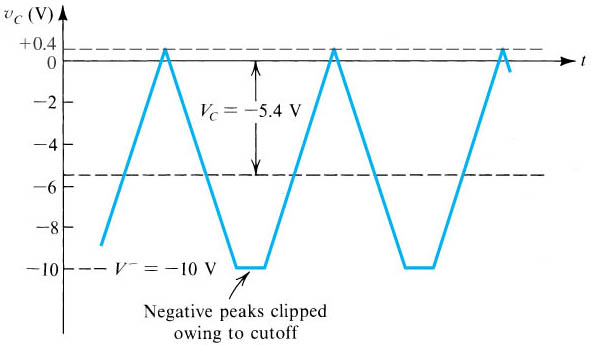 v_C (V)
+0.4
0
t
−2
V_C = −5.4 V
−4
−6
−8
−10
V⁻ = −10 V
Negative peaks clipped
owing to cutoff